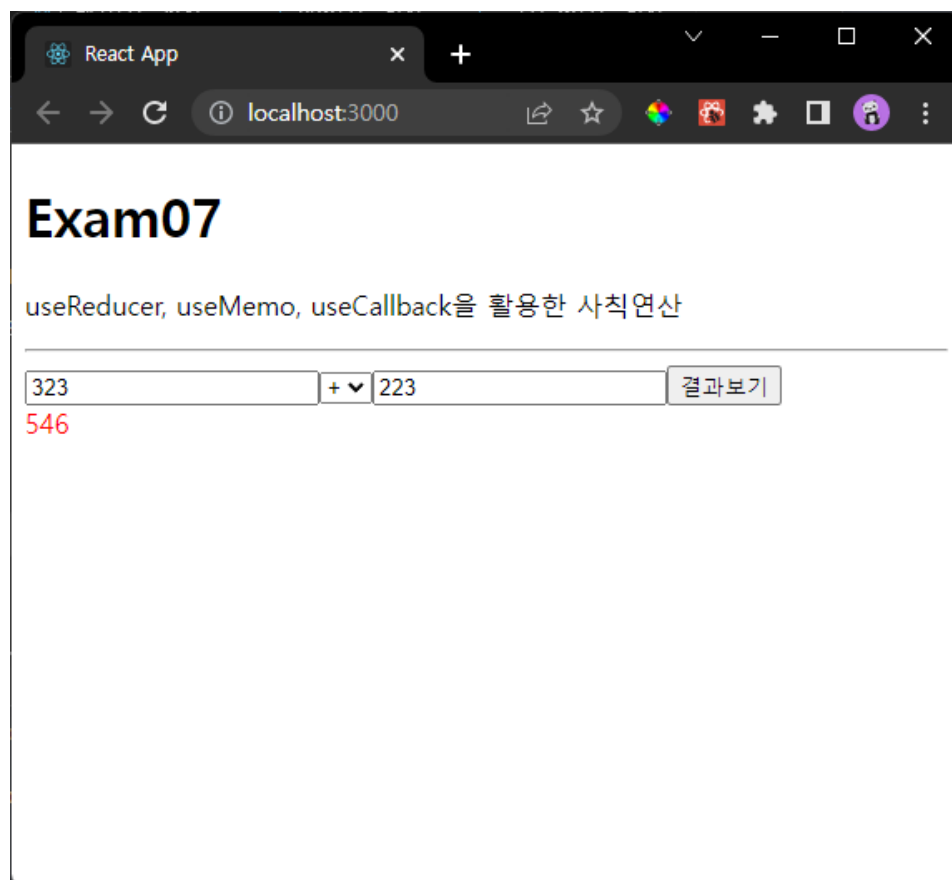 React App
localhost:3000
Exam07
useReducer, useMemo, useCallback을 활용한 사칙연산
323 + 223 결과보기
546